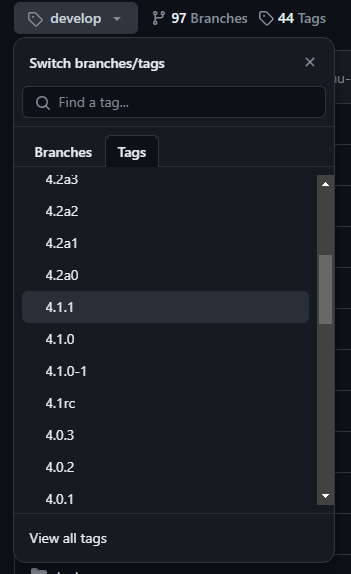 develop 97 Branches 44 Tags
Switch branches/tags
Find a tag...
Branches Tags
4.2a3
4.2a2
4.2a1
4.2a0
4.1.1
4.1.0
4.1.0-1
4.1rc
4.0.3
4.0.2
4.0.1
View all tags